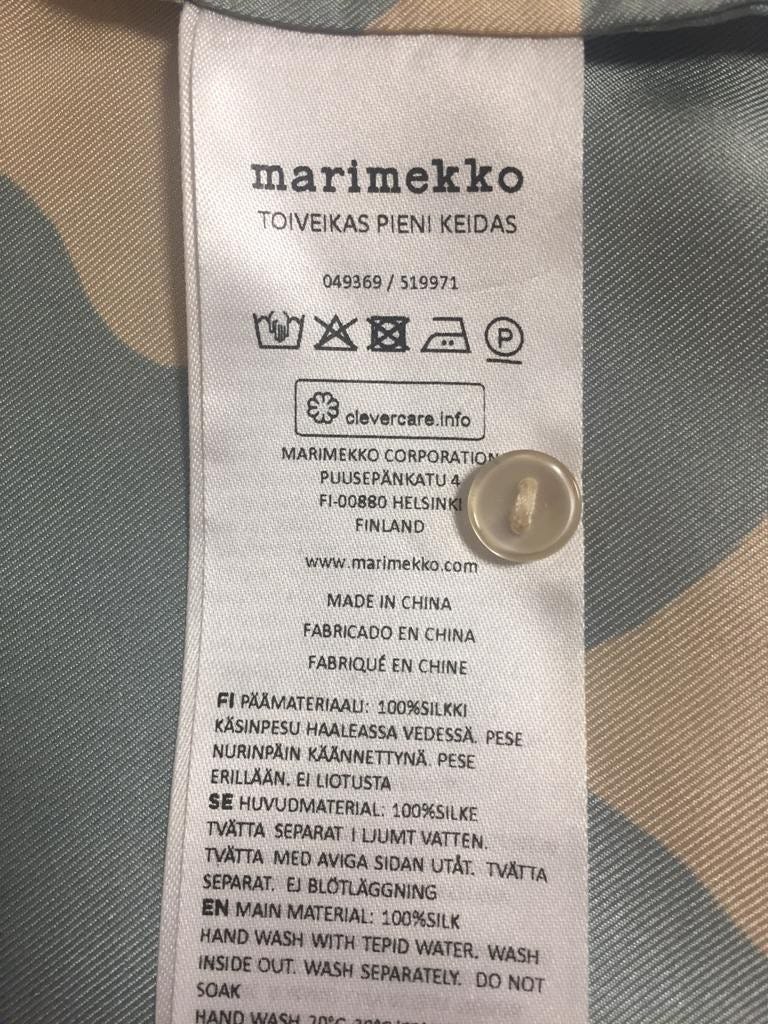 marimekko
TOIVEIKAS PIENI KEIDAS
049369 / 519971
P
clevercare.info
MARIMEKKO CORPORATION
PUUSEPÄNKATU 4
FI-00880 HELSINKI
FINLAND
www.marimekko.com
MADE IN CHINA
FABRICADO EN CHINA
FABRIQUÉ EN CHINE
FI PÄÄMATERIAALI: 100%SILKKI
KÄSINPESU HAALEASSA VEDESSÄ. PESE
NURINPÄIN KÄÄNNETTYNÄ. PESE
ERILLÄÄN. EI LIOTUSTA
SE HUVUDMATERIAL: 100%SILKE
TVÄTTA SEPARAT I LJUMT VATTEN.
TVÄTTA MED AVIGA SIDAN UTÅT. TVÄTTA
SEPARAT. EJ BLÖTLÄGGNING
EN MAIN MATERIAL: 100%SILK
HAND WASH WITH TEPID WATER. WASH
INSIDE OUT. WASH SEPARATELY. DO NOT
SOAK
HAND WASH